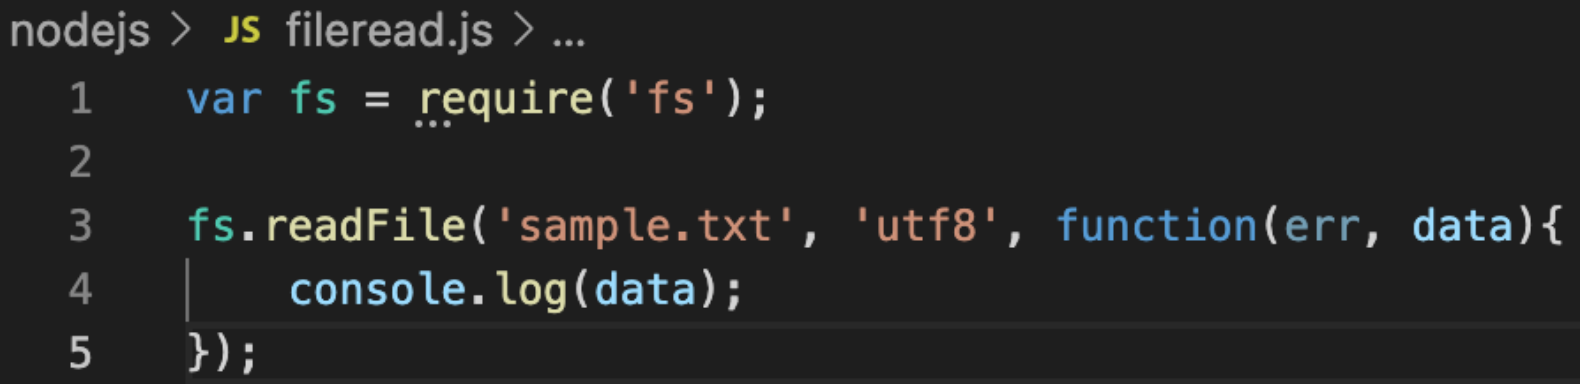 nodejs > JS fileread.js > ...
1 var fs = require('fs');
2
3 fs.readFile('sample.txt', 'utf8', function(err, data){
4     console.log(data);
5 });